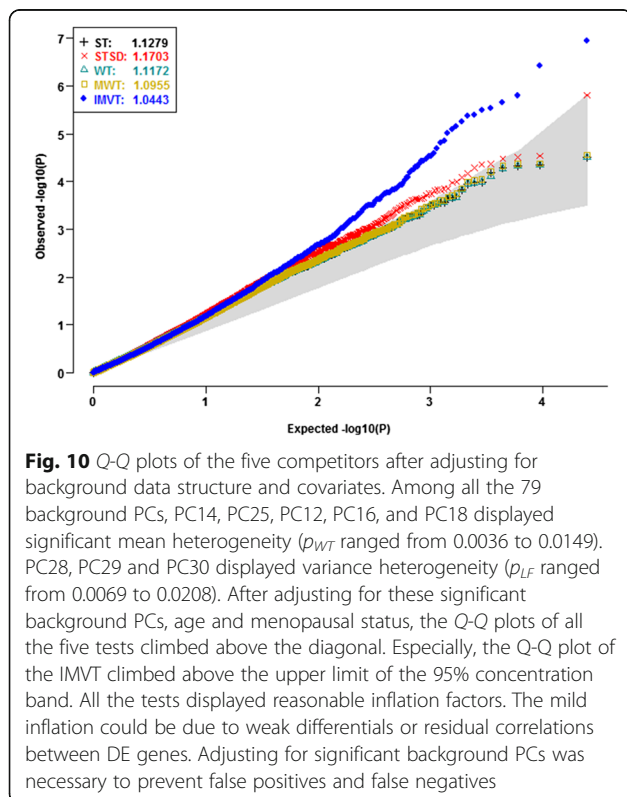 ST: 1.1279
STSD: 1.1703
WT: 1.1172
MWT: 1.0955
IMVT: 1.0443
7
6
5
4
3
2
1
0
Observed -log10(P)
0 1 2 3 4
Expected -log10(P)
Fig. 10 Q-Q plots of the five competitors after adjusting for
background data structure and covariates. Among all the 79
background PCs, PC14, PC25, PC12, PC16, and PC18 displayed
significant mean heterogeneity (pWT ranged from 0.0036 to 0.0149).
PC28, PC29 and PC30 displayed variance heterogeneity (pLF ranged
from 0.0069 to 0.0208). After adjusting for these significant
background PCs, age and menopausal status, the Q-Q plots of all
the five tests climbed above the diagonal. Especially, the Q-Q plot of
the IMVT climbed above the upper limit of the 95% concentration
band. All the tests displayed reasonable inflation factors. The mild
inflation could be due to weak differentials or residual correlations
between DE genes. Adjusting for significant background PCs was
necessary to prevent false positives and false negatives